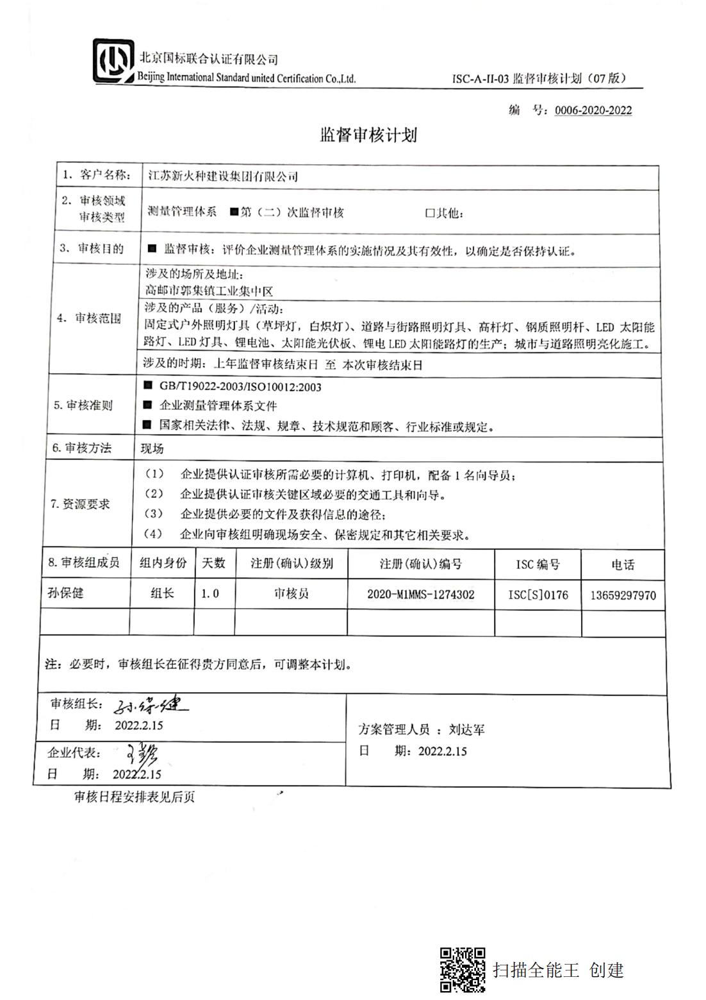 北京国标联合认证有限公司
Beijing International Standard united Certification Co.,Ltd.
ISC-A-II-03 监督审核计划（07 版）
编 号：0006-2020-2022
监督审核计划
1. 客户名称： 江苏新火种建设集团有限公司
2. 审核领域
审核类型
测量管理体系 ■第（二）次监督审核 □其他:
3. 审核目的 ■ 监督审核：评价企业测量管理体系的实施情况及其有效性，以确定是否保持认证。
4. 审核范围
涉及的场所及地址：
高邮市郭集镇工业集中区
涉及的产品（服务）/活动：
固定式户外照明灯具（草坪灯，白炽灯）、道路与街路照明灯具、高杆灯、钢质照明杆、LED 太阳能
路灯、LED 灯具、锂电池、太阳能光伏板、锂电 LED 太阳能路灯的生产；城市与道路照明亮化施工。
涉及的时期：上年监督审核结束日 至 本次审核结束日
5.审核准则
■ GB/T19022-2003/ISO10012:2003
■ 企业测量管理体系文件
■ 国家相关法律、法规、规章、技术规范和顾客、行业标准或规定。
6.审核方法 现场
7.资源要求
（1） 企业提供认证审核所需必要的计算机、打印机，配备 1 名向导员；
（2） 企业提供认证审核关键区域必要的交通工具和向导。
（3） 企业提供必要的文件及获得信息的途径；
（4） 企业向审核组明确现场安全、保密规定和其它相关要求。
8.审核组成员 组内身份 天数 注册(确认)级别 注册(确认)编号 ISC 编号 电话
孙保健 组长 1.0 审核员 2020-M1MMS-1274302 ISC[S]0176 13659297970
注：必要时，审核组长在征得贵方同意后，可调整本计划。
审核组长： 孙保健
日 期： 2022.2.15
方案管理人员 ：刘达军
日 期：2022.2.15
企业代表：
日 期： 2022.2.15
审核日程安排表见后页
扫描全能王 创建